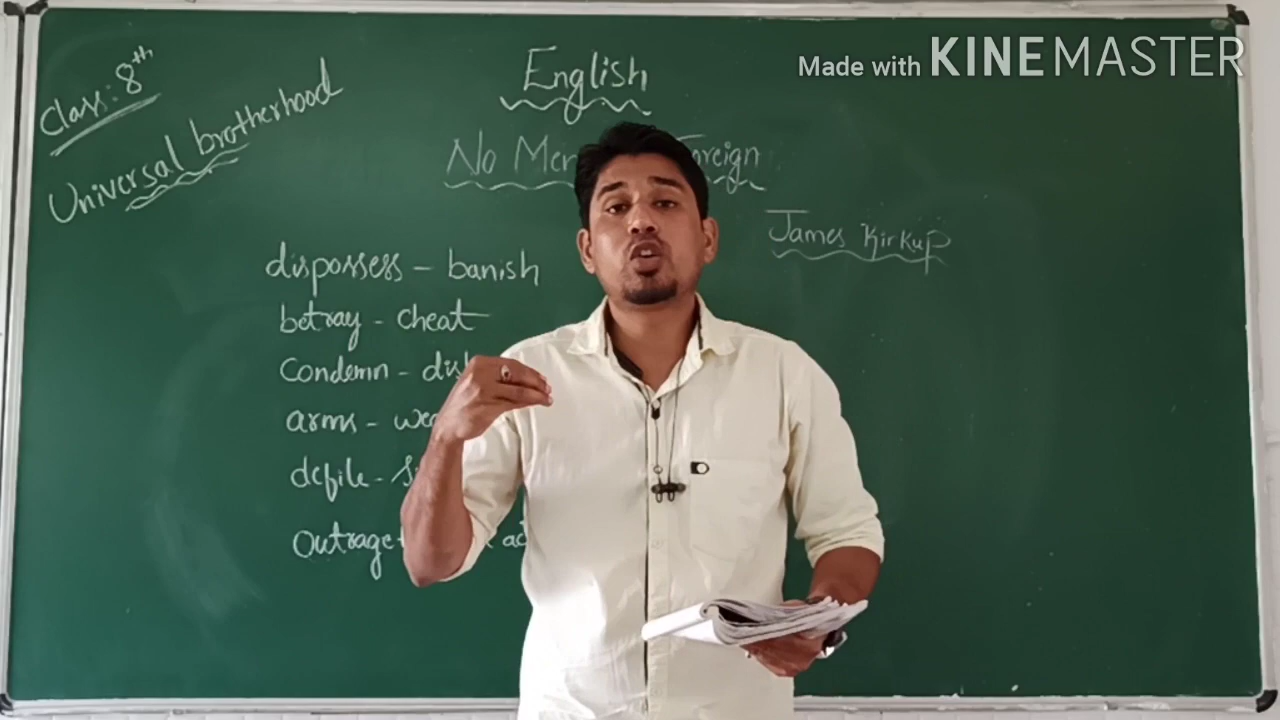 Class: 8th
Universal brotherhood
English
Made with KINEMASTER
No Men Foreign
James Kirkup
dispossess - banish
betray - cheat
Condemn -
arms -
defile -
Outrage